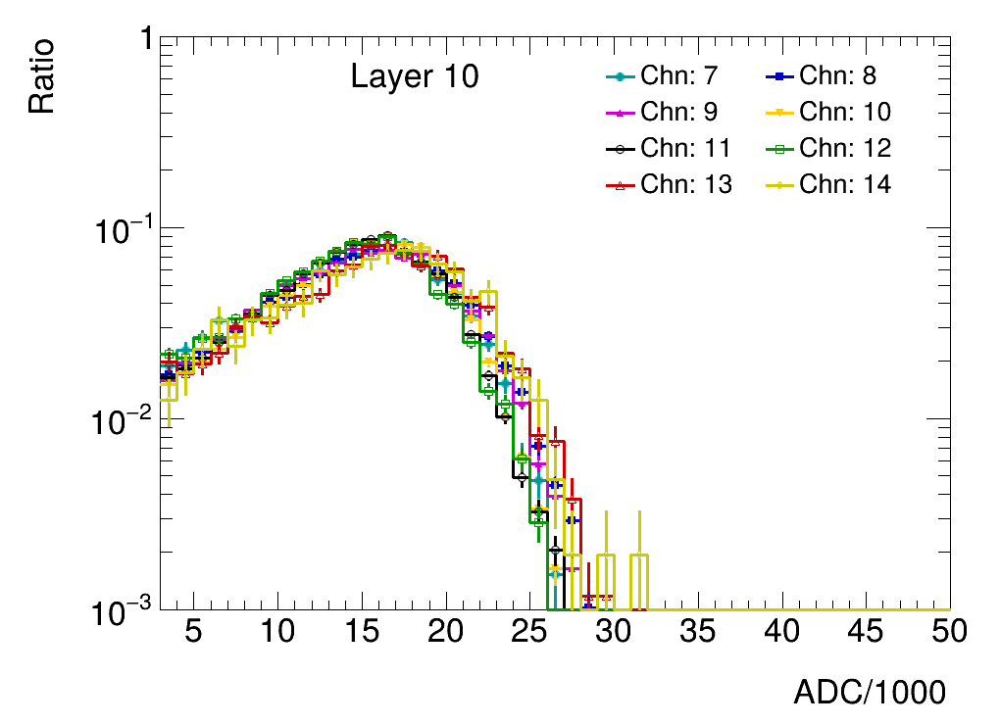 Ratio
Layer 10
Chn: 7
Chn: 8
Chn: 9
Chn: 10
Chn: 11
Chn: 12
Chn: 13
Chn: 14
1
10⁻¹
10⁻²
10⁻³
5 10 15 20 25 30 35 40 45 50
ADC/1000